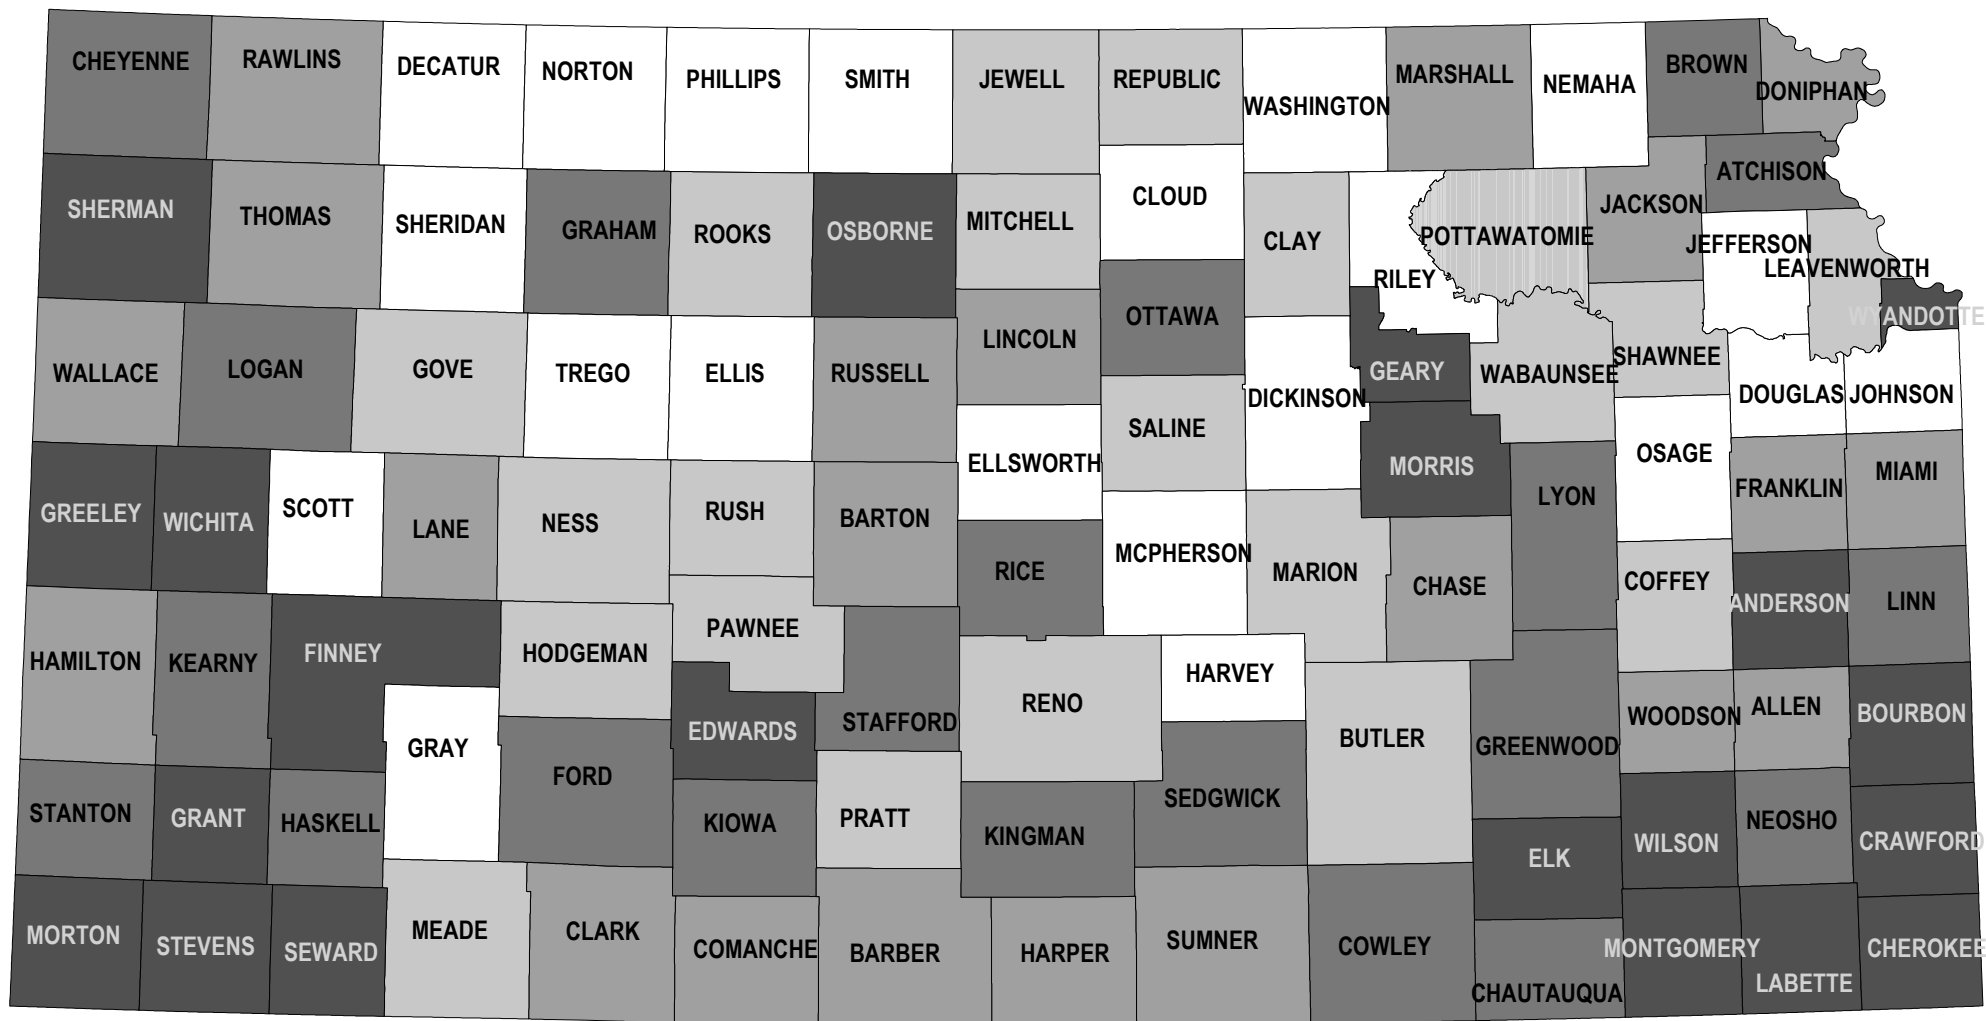 CHEYENNE
RAWLINS
DECATUR
NORTON
PHILLIPS
SMITH
JEWELL
REPUBLIC
WASHINGTON
MARSHALL
NEMAHA
BROWN
DONIPHAN
SHERMAN
THOMAS
SHERIDAN
GRAHAM
ROOKS
OSBORNE
MITCHELL
CLOUD
CLAY
RILEY
POTTAWATOMIE
JACKSON
ATCHISON
JEFFERSON
LEAVENWORTH
WYANDOTTE
WALLACE
LOGAN
GOVE
TREGO
ELLIS
RUSSELL
LINCOLN
OTTAWA
DICKINSON
GEARY
WABAUNSEE
SHAWNEE
DOUGLAS
JOHNSON
ELLSWORTH
SALINE
MORRIS
LYON
OSAGE
FRANKLIN
MIAMI
GREELEY
WICHITA
SCOTT
LANE
NESS
RUSH
BARTON
RICE
MCPHERSON
MARION
CHASE
COFFEY
ANDERSON
LINN
HAMILTON
KEARNY
FINNEY
HODGEMAN
PAWNEE
STAFFORD
RENO
HARVEY
BUTLER
GREENWOOD
WOODSON
ALLEN
BOURBON
GRAY
FORD
EDWARDS
STANTON
GRANT
HASKELL
KIOWA
PRATT
KINGMAN
SEDGWICK
ELK
WILSON
NEOSHO
CRAWFORD
MORTON
STEVENS
SEWARD
MEADE
CLARK
COMANCHE
BARBER
HARPER
SUMNER
COWLEY
CHAUTAUQUA
MONTGOMERY
LABETTE
CHEROKEE